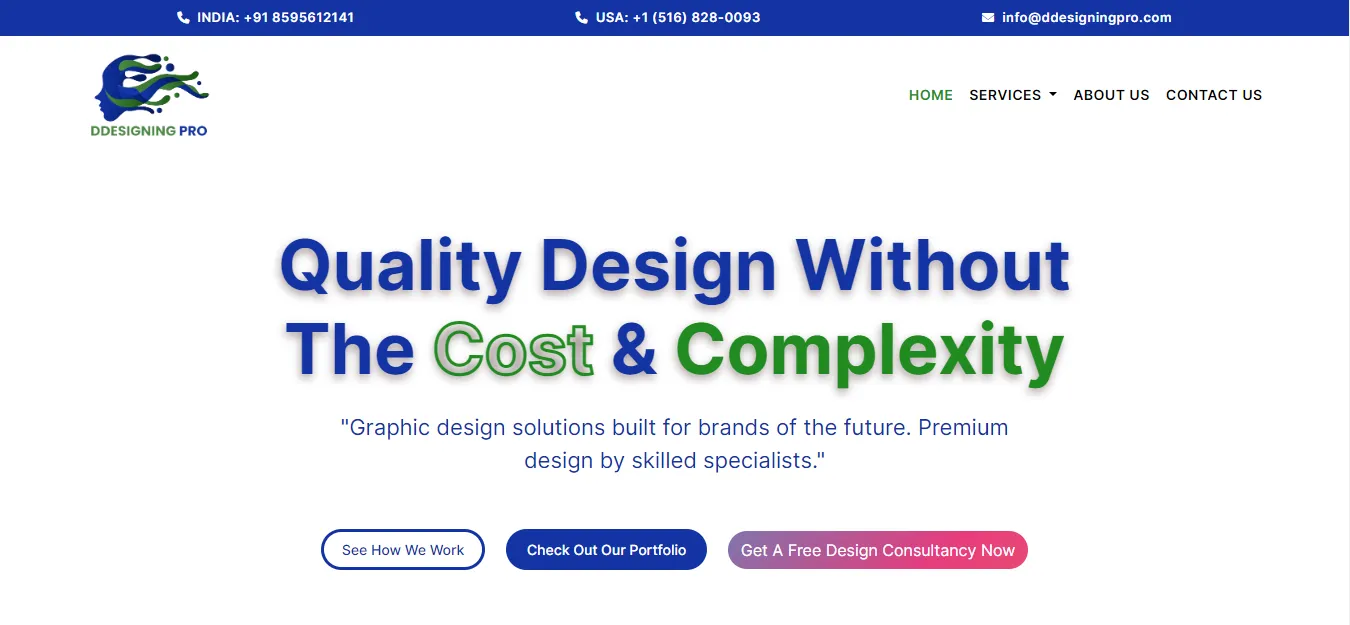 INDIA: +91 8595612141
USA: +1 (516) 828-0093
info@ddesigningpro.com
DDESIGNING PRO
HOME
SERVICES
ABOUT US
CONTACT US
Quality Design Without
The Cost & Complexity
"Graphic design solutions built for brands of the future. Premium
design by skilled specialists."
See How We Work
Check Out Our Portfolio
Get A Free Design Consultancy Now